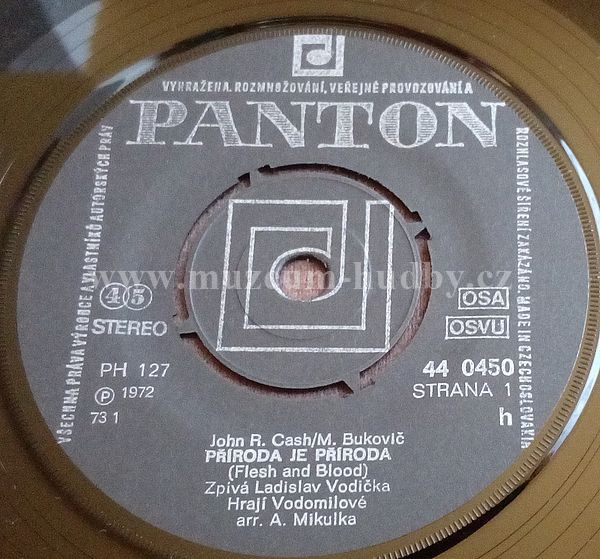 VYHRAŽENA. ROZMNOŽOVÁNÍ, VEŘEJNÉ PROVOZOVÁNÍ A
PANTON
VŠECHNA PRÁVA VÝROBCE A VLASTNÍKŮ AUTORSKÝCH PRÁV
ROZHLASOVÉ ŠÍŘENÍ ZAKÁZÁNO. MADE IN CZECHOSLOVAKIA
www.muzeum-hudby.cz
45
STEREO
OSA
OSVU
PH 127
44 0450
Ⓟ 1972
STRANA 1
73 1
h
John R. Cash/M. Bukovič
PŘÍRODA JE PŘÍRODA
(Flesh and Blood)
Zpívá Ladislav Vodička
Hrají Vodomilové
arr. A. Mikulka